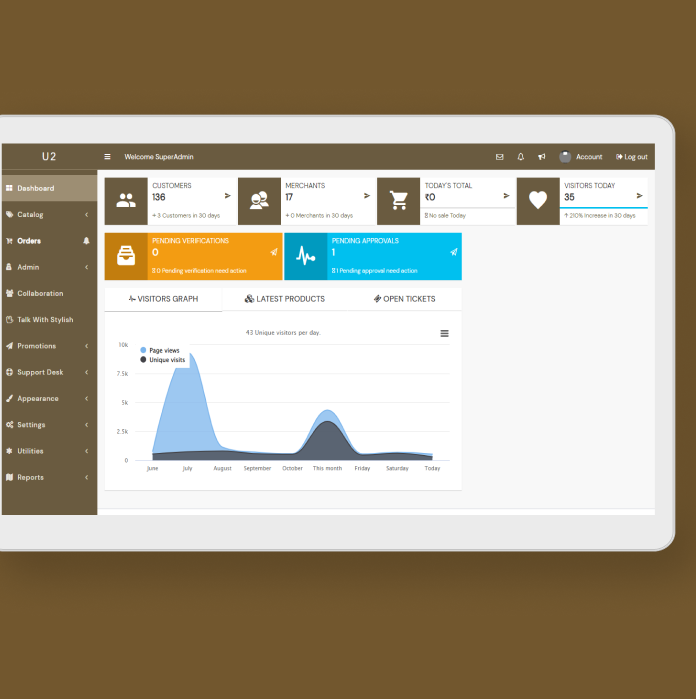 U2
Welcome SuperAdmin
Account
Log out
Dashboard
Catalog
Orders
Admin
Collaboration
Talk With Stylish
Promotions
Support Desk
Appearance
Settings
Utilities
Reports
CUSTOMERS
136
+ 3 Customers in 30 days
MERCHANTS
17
+ 0 Merchants in 30 days
TODAY'S TOTAL
₹0
No sale Today
VISITORS TODAY
35
↑ 210% Increase in 30 days
PENDING VERIFICATIONS
0
0 Pending verification need action
PENDING APPROVALS
1
1 Pending approval need action
VISITORS GRAPH
LATEST PRODUCTS
OPEN TICKETS
43 Unique visitors per day
Page views
Unique visits
10k
7.5k
5k
2.5k
0
June July August September October This month Friday Saturday Today